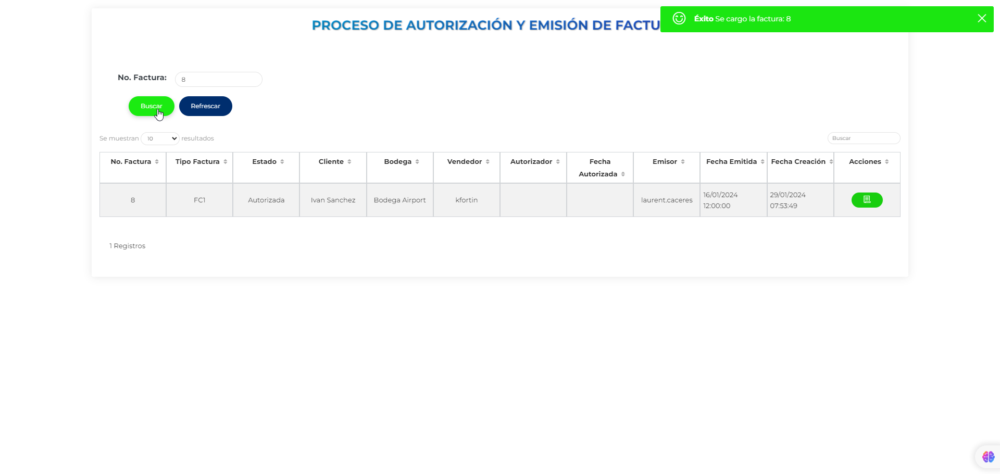 PROCESO DE AUTORIZACIÓN Y EMISIÓN DE FACTU
Éxito Se cargo la factura: 8
No. Factura: 8
Buscar Refrescar
Se muestran 10 resultados Buscar
No. Factura Tipo Factura Estado Cliente Bodega Vendedor Autorizador Fecha Autorizada Emisor Fecha Emitida Fecha Creación Acciones
8 FC1 Autorizada Ivan Sanchez Bodega Airport kfortin laurent.caceres 16/01/2024 12:00:00 29/01/2024 07:53:49
1 Registros